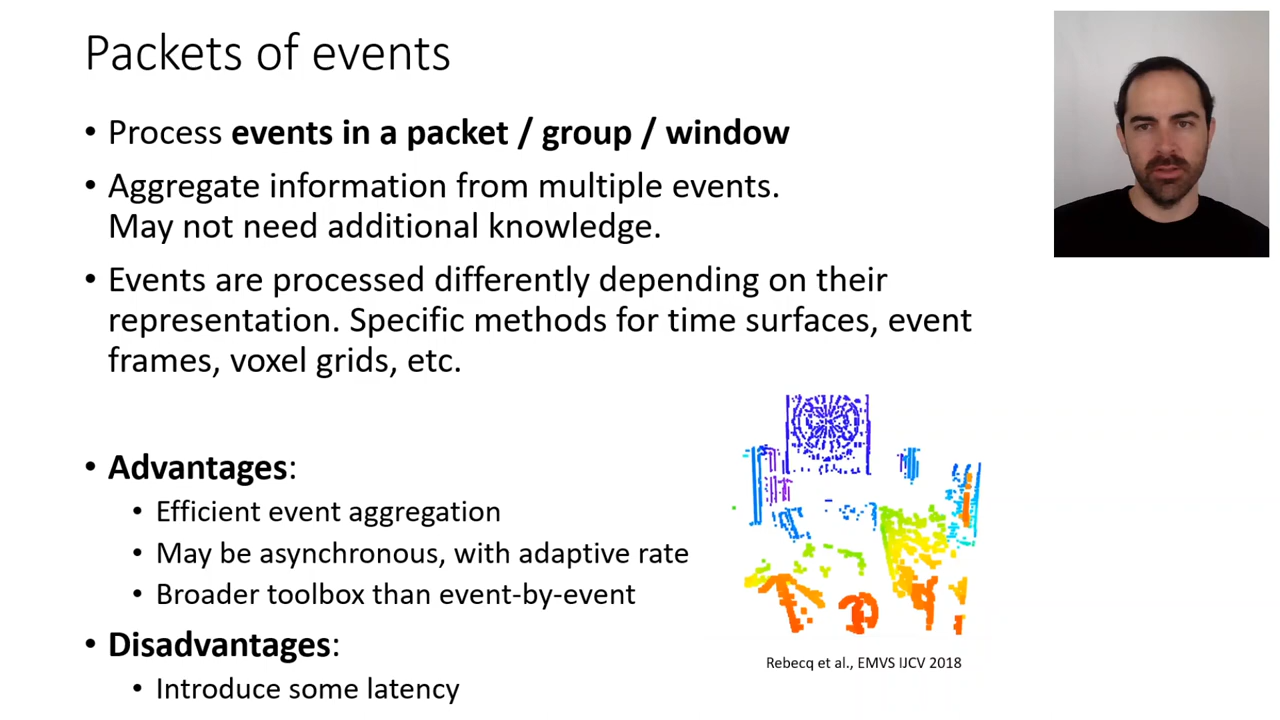 Packets of events
• Process events in a packet / group / window
• Aggregate information from multiple events.
May not need additional knowledge.
• Events are processed differently depending on their
representation. Specific methods for time surfaces, event
frames, voxel grids, etc.
• Advantages:
• Efficient event aggregation
• May be asynchronous, with adaptive rate
• Broader toolbox than event-by-event
• Disadvantages:
• Introduce some latency
Rebecq et al., EMVS IJCV 2018